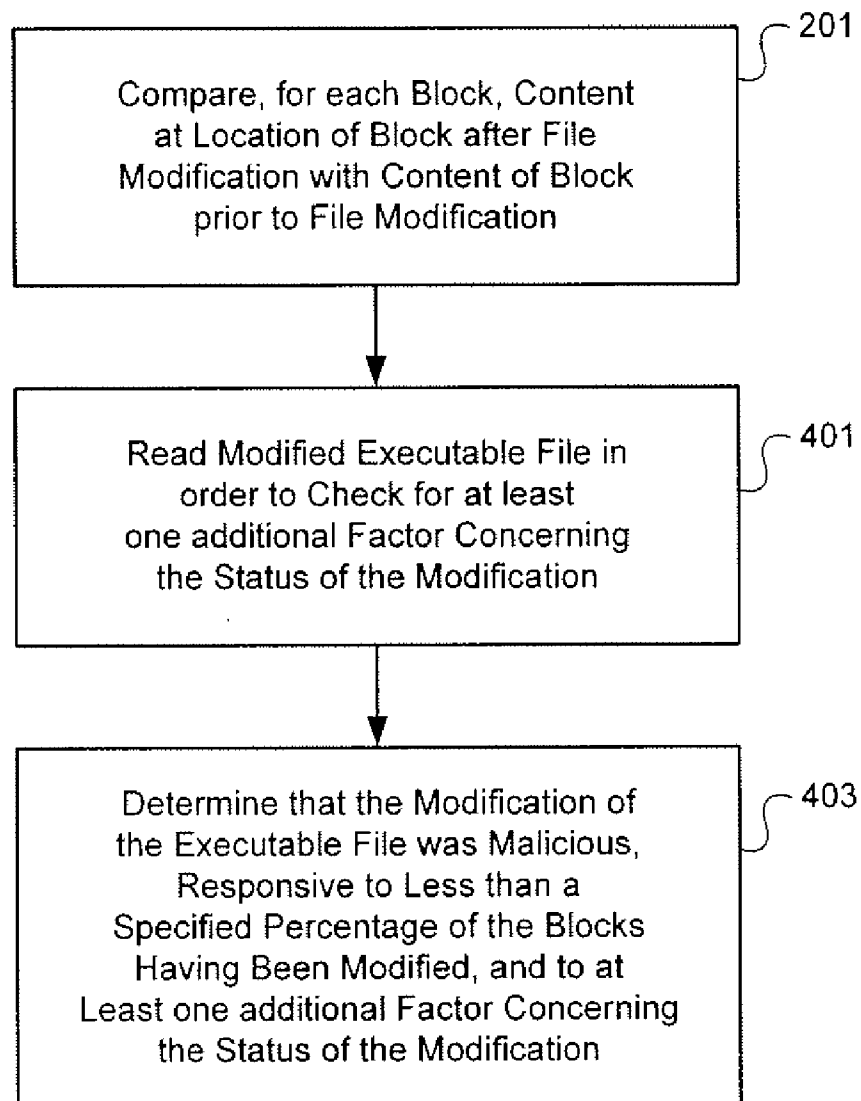 201
Compare, for each Block, Content
at Location of Block after File
Modification with Content of Block
prior to File Modification
401
Read Modified Executable File in
order to Check for at least
one additional Factor Concerning
the Status of the Modification
403
Determine that the Modification of
the Executable File was Malicious,
Responsive to Less than a
Specified Percentage of the Blocks
Having Been Modified, and to at
Least one additional Factor Concerning
the Status of the Modification